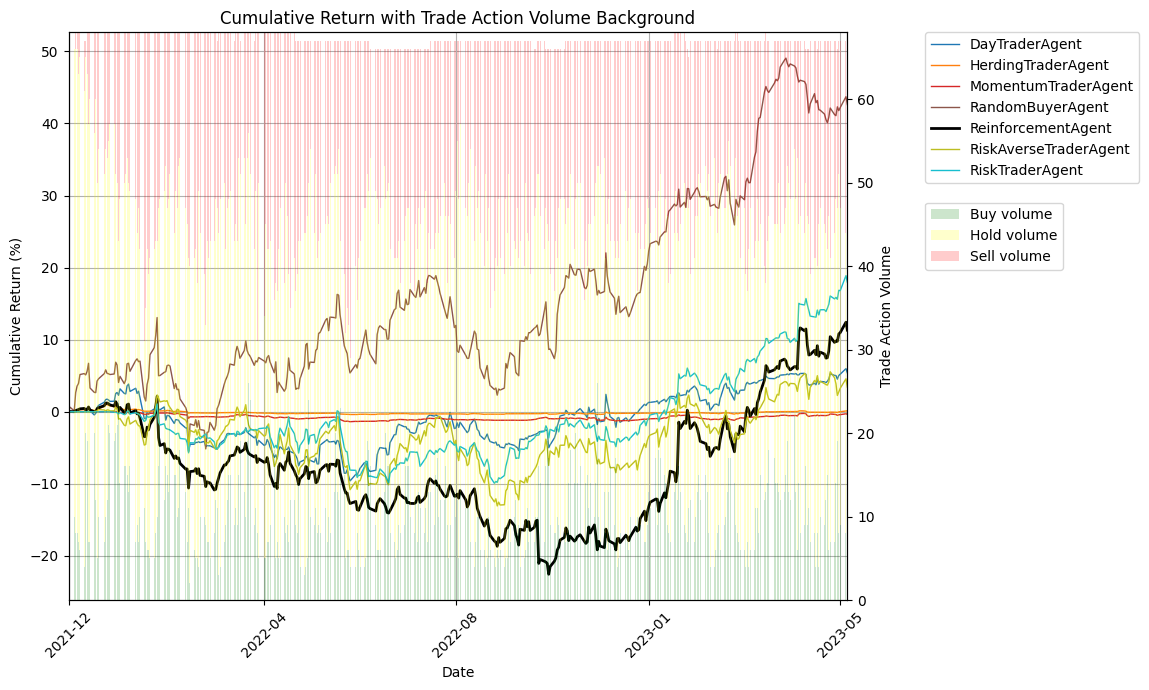 Cumulative Return with Trade Action Volume Background
Cumulative Return (%)
50
40
30
20
10
0
−10
−20
60
50
40
30
20
10
0
Trade Action Volume
2021-12
2022-04
2022-08
2023-01
2023-05
Date
DayTraderAgent
HerdingTraderAgent
MomentumTraderAgent
RandomBuyerAgent
ReinforcementAgent
RiskAverseTraderAgent
RiskTraderAgent
Buy volume
Hold volume
Sell volume